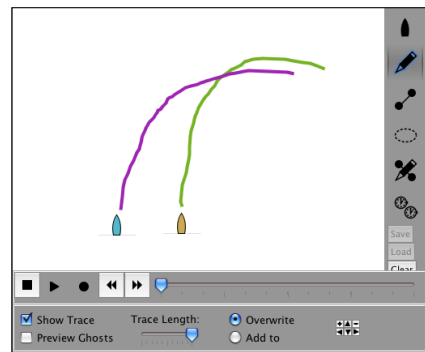 Save
Load
Clear
Show Trace
Trace Length:
Overwrite
Preview Ghosts
Add to